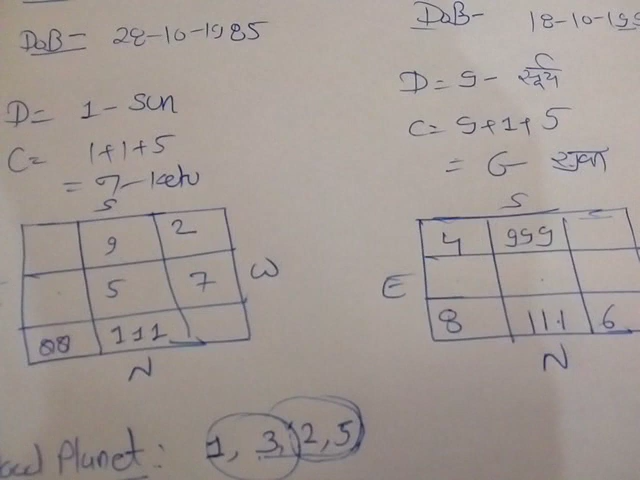 DOB = 28-10-1985
D = 1 - Sun
C = 1+1+5
= 7 - Ketu
S
9 2
5 7 W
88 111
N
DOB - 18-10-
D = 9 - सूर्य
C = 9+1+5
= 6 -
S
4 999
E
8 111 6
N
Planet: 1, 3, 2, 5